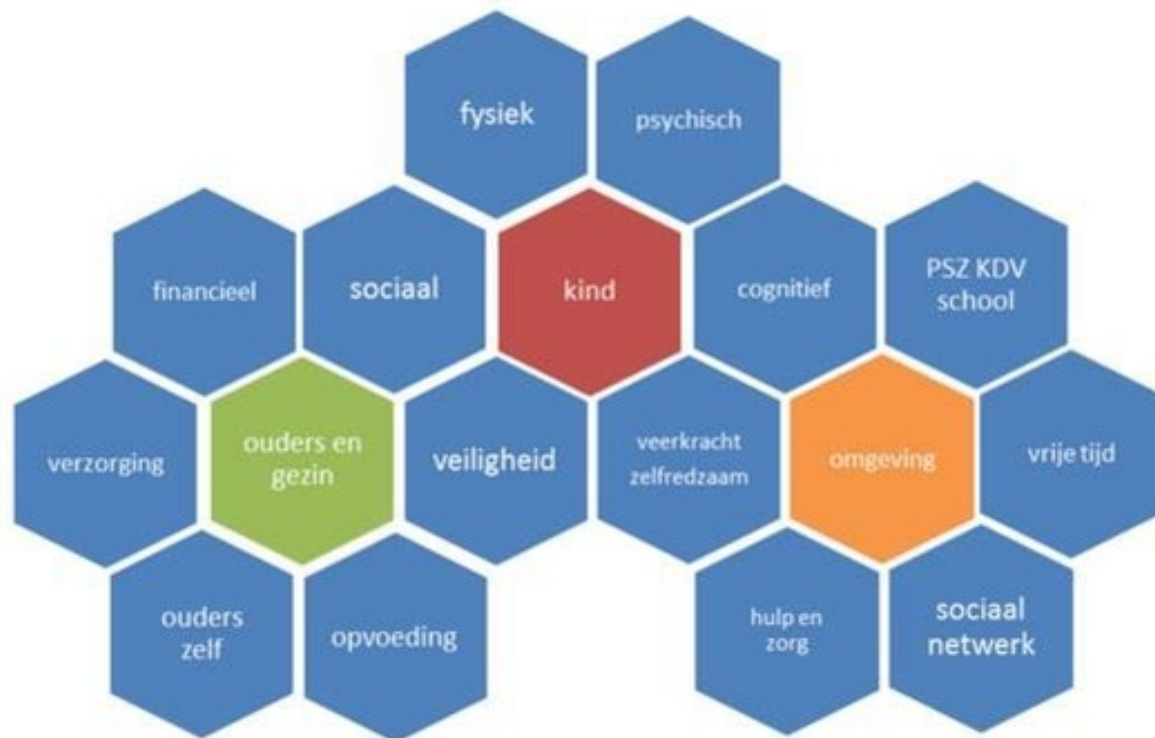 fysiek
psychisch
financieel
sociaal
kind
cognitief
PSZ KDV
school
verzorging
ouders en
gezin
veiligheid
veerkracht
zelfredzaam
omgeving
vrije tijd
ouders
zelf
opvoeding
hulp en
zorg
sociaal
netwerk